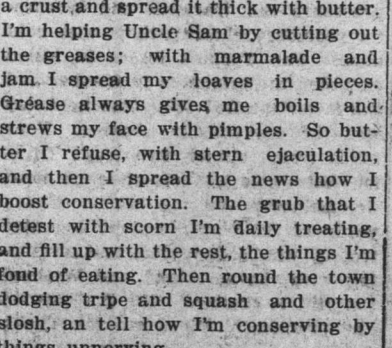 a crust and spread it thick with butter.
I'm helping Uncle Sam by cutting out
the greases; with marmalade and
jam I spread my loaves in pieces.
Grease always gives me boils and
strews my face with pimples. So but-
ter I refuse, with stern ejaculation,
and then I spread the news how I
boost conservation. The grub that I
detest with scorn I'm daily treating,
and fill up with the rest, the things I'm
fond of eating. Then round the town
dodging tripe and squash and other
slosh, an tell how I'm conserving by
things unnerving.